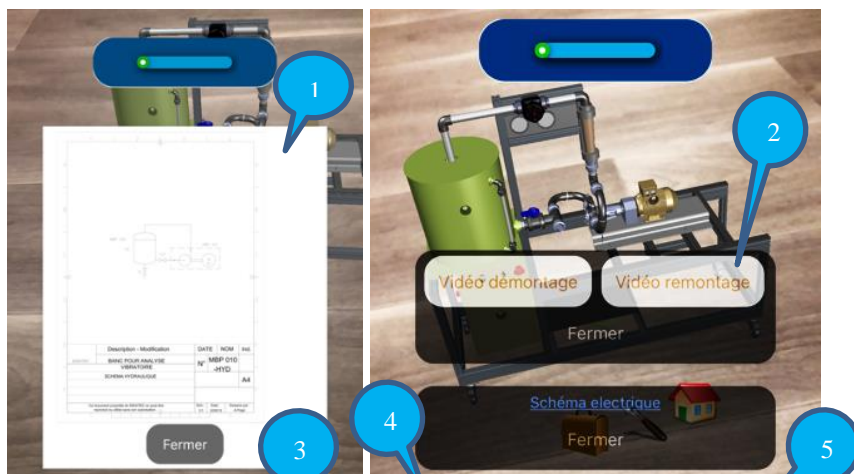 1
Description - Modification DATE NOM Ind.
BANC POUR ANALYSE VIBRATOIRE N° MBP 010 -HYD
SCHEMA HYDRAULIQUE
A4
Fermer
3
2
Vidéo démontage Vidéo remontage
Fermer
4
Schéma electrique
Fermer
5